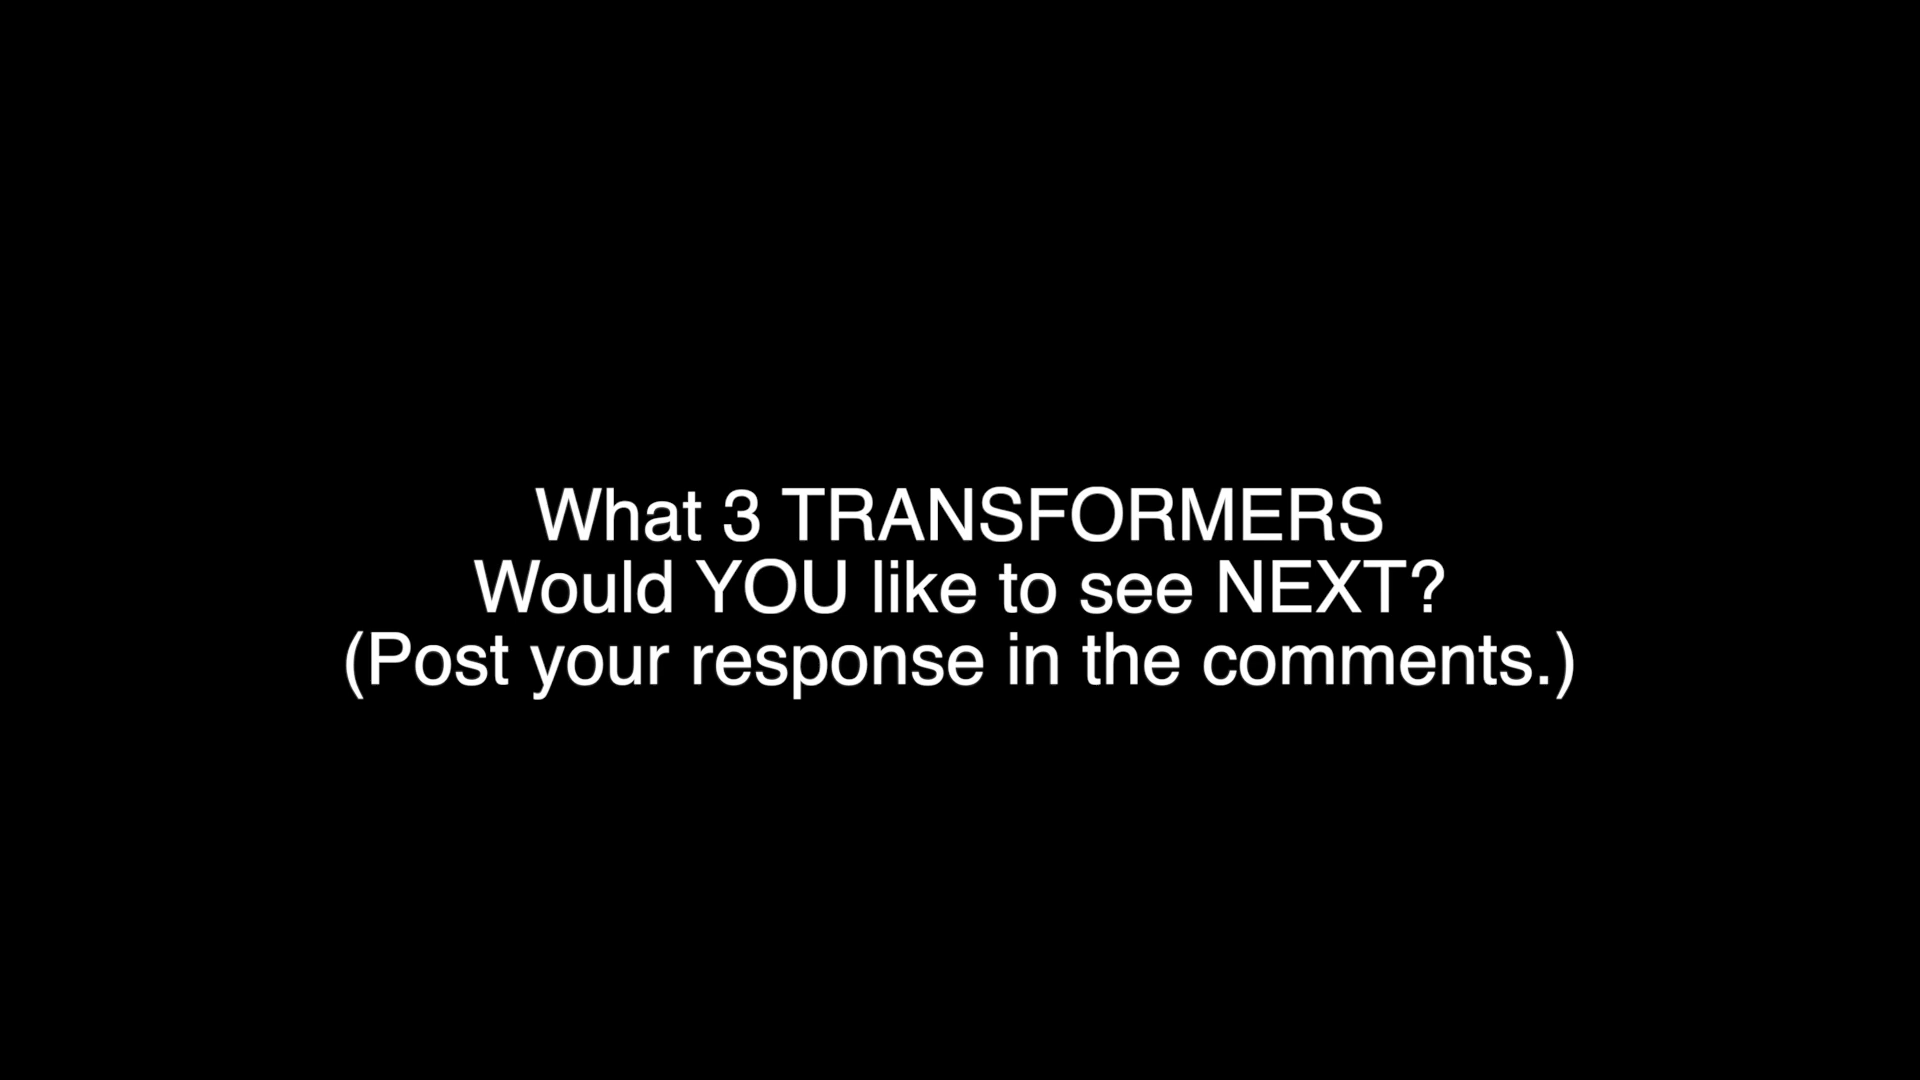 What 3 TRANSFORMERS
Would YOU like to see NEXT?
(Post your response in the comments.)